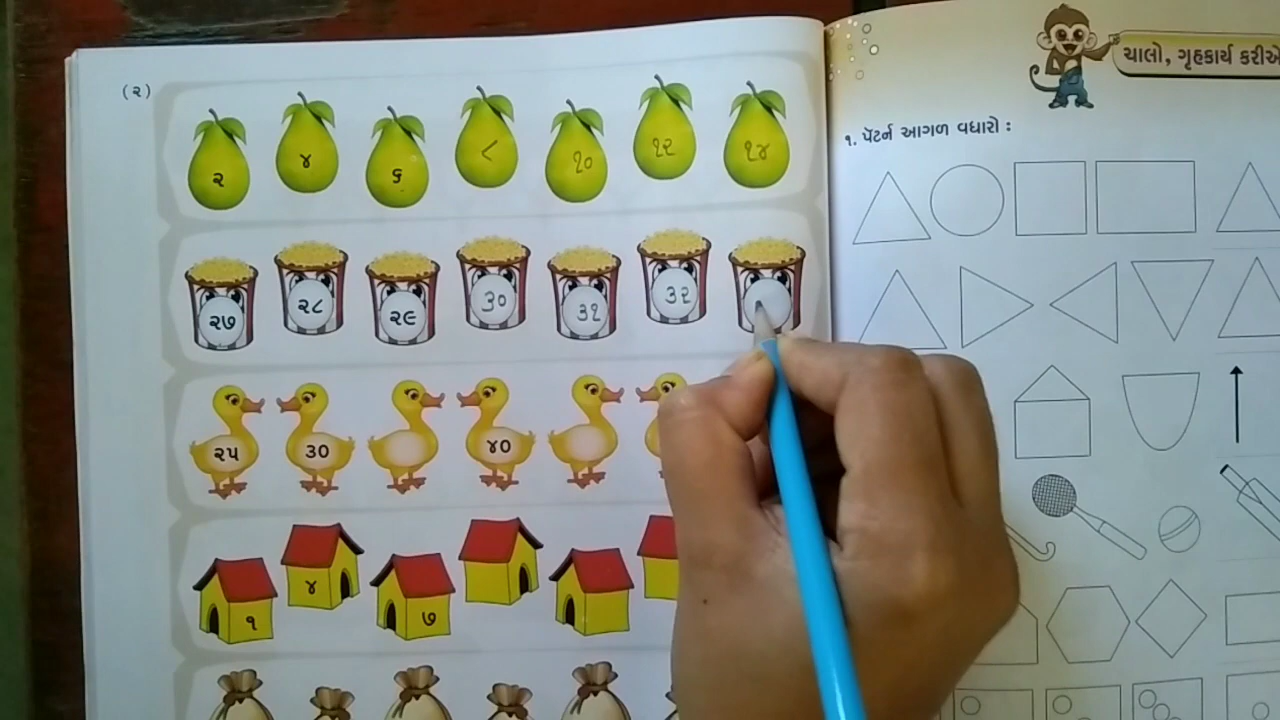 (૨)
૨ ૪ ૬ ૮ ૧૦ ૧૨ ૧૪
૨૭ ૨૮ ૨૯ ૩૦ ૩૧ ૩૨
૨૫ ૩૦ ૪૦
૧ ૪ ૭
ચાલો, ગૃહકાર્ય કરીએ
૧. પૅટર્ન આગળ વધારો :